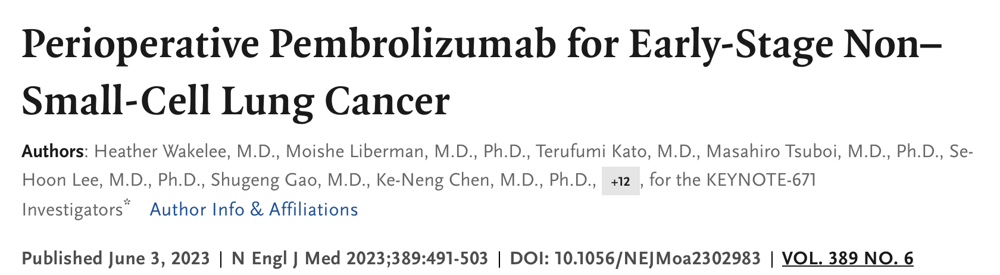 Perioperative Pembrolizumab for Early-Stage Non–
Small-Cell Lung Cancer
Authors: Heather Wakelee, M.D., Moishe Liberman, M.D., Ph.D., Terufumi Kato, M.D., Masahiro Tsuboi, M.D., Ph.D., Se-
Hoon Lee, M.D., Ph.D., Shugeng Gao, M.D., Ke-Neng Chen, M.D., Ph.D., +12, for the KEYNOTE-671
Investigators* Author Info & Affiliations
Published June 3, 2023 | N Engl J Med 2023;389:491-503 | DOI: 10.1056/NEJMoa2302983 | VOL. 389 NO. 6